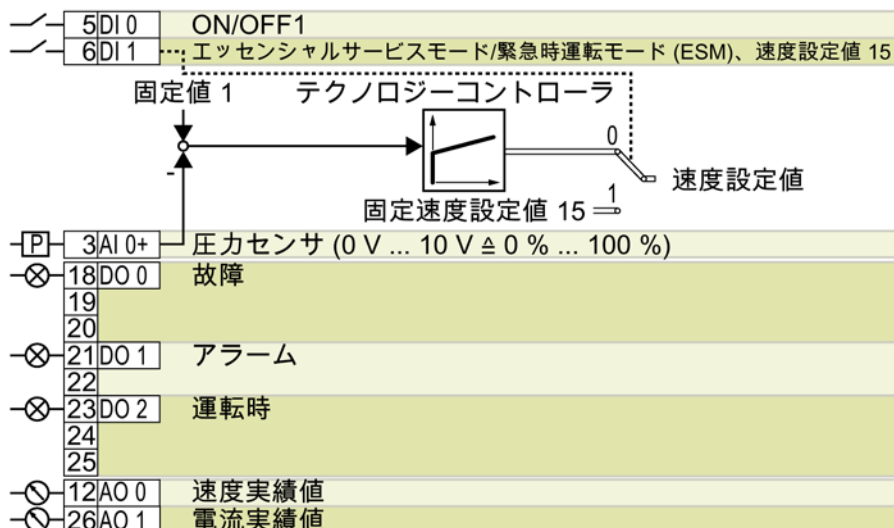 5 DI 0 ON/OFF1
6 DI 1 エッセンシャルサービスモード/緊急時運転モード (ESM)、速度設定値 15
固定値 1 テクノロジーコントローラ
0
- 速度設定値
1
固定速度設定値 15
P 3 AI 0+ 圧力センサ (0 V ... 10 V ≙ 0 % ... 100 %)
18 DO 0 故障
19
20
21 DO 1 アラーム
22
23 DO 2 運転時
24
25
12 AO 0 速度実績値
26 AO 1 電流実績値